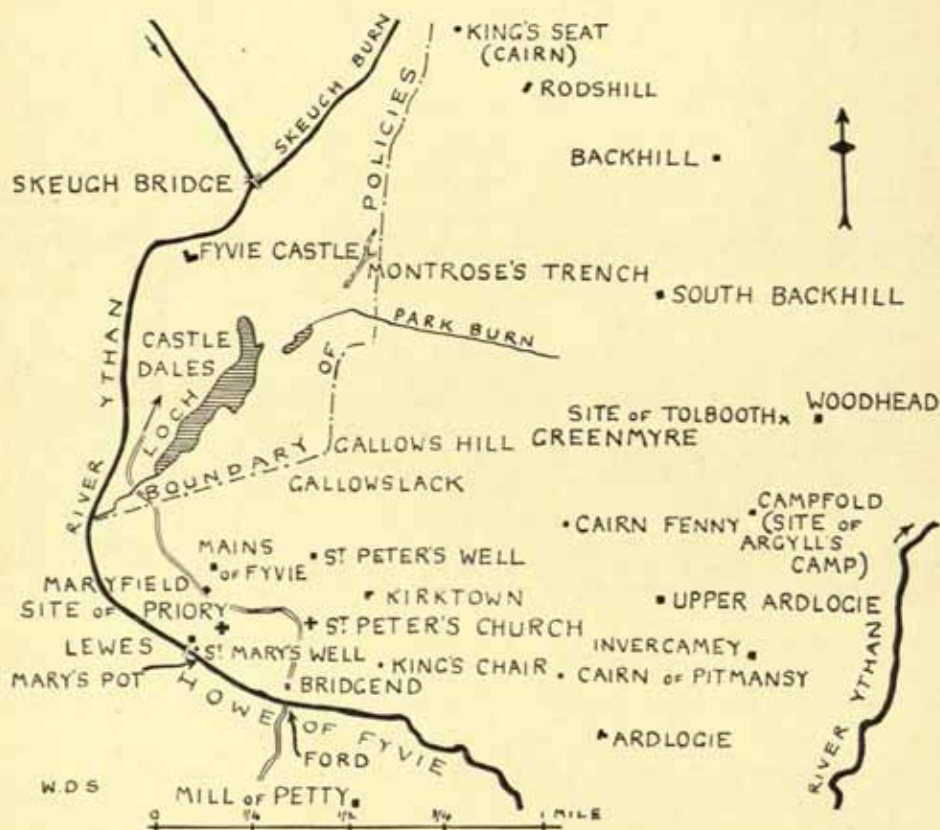 KING'S SEAT
(CAIRN)
RODSHILL
SKEUGH BURN
POLICIES
BACKHILL
SKEUGH BRIDGE
FYVIE CASTLE
MONTROSE'S TRENCH
SOUTH BACKHILL
PARK BURN
RIVER YTHAN
CASTLE
DALES
LOCH
OF
WOODHEAD
SITE OF TOLBOOTH
GREENMYRE
BOUNDARY
GALLOWS HILL
GALLOWSLACK
CAMPFOLD
(SITE OF
ARGYLL'S
CAMP)
CAIRN FENNY
MAINS
OF FYVIE
ST PETER'S WELL
MARYFIELD
KIRKTOWN
UPPER ARDLOGIE
SITE OF PRIORY
ST PETER'S CHURCH
LEWES
ST MARY'S WELL
INVERCAMEY
MARY'S POT
KING'S CHAIR
CAIRN OF PITMANSY
BRIDGEND
HOWE OF FYVIE
FORD
ARDLOGIE
RIVER YTHAN
W.D S
MILL OF PETTY
0 1/4 1/2 3/4 1 MILE